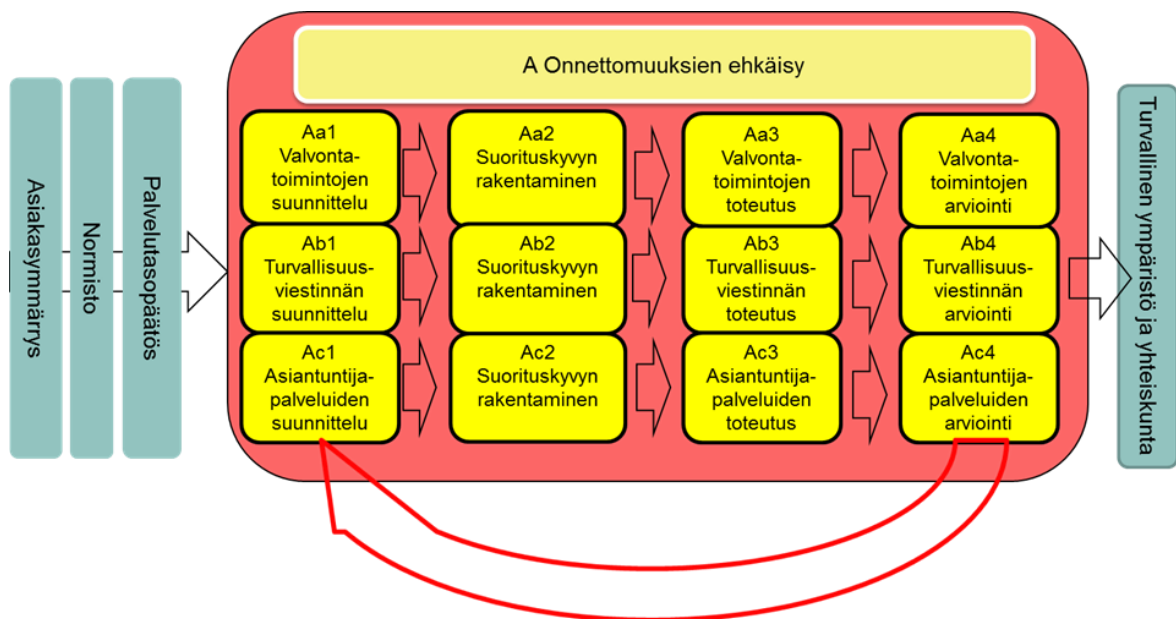 A Onnettomuuksien ehkäisy
Asiakasymmärrys
Normisto
Palvelutasopäätös
Aa1
Valvonta-
toimintojen
suunnittelu
Aa2
Suorituskyvyn
rakentaminen
Aa3
Valvonta-
toimintojen
toteutus
Aa4
Valvonta-
toimintojen
arviointi
Ab1
Turvallisuus-
viestinnän
suunnittelu
Ab2
Suorituskyvyn
rakentaminen
Ab3
Turvallisuus-
viestinnän
toteutus
Ab4
Turvallisuus-
viestinnän
arviointi
Ac1
Asiantuntija-
palveluiden
suunnittelu
Ac2
Suorituskyvyn
rakentaminen
Ac3
Asiantuntija-
palveluiden
toteutus
Ac4
Asiantuntija-
palveluiden
arviointi
Turvallinen ympäristö ja yhteiskunta